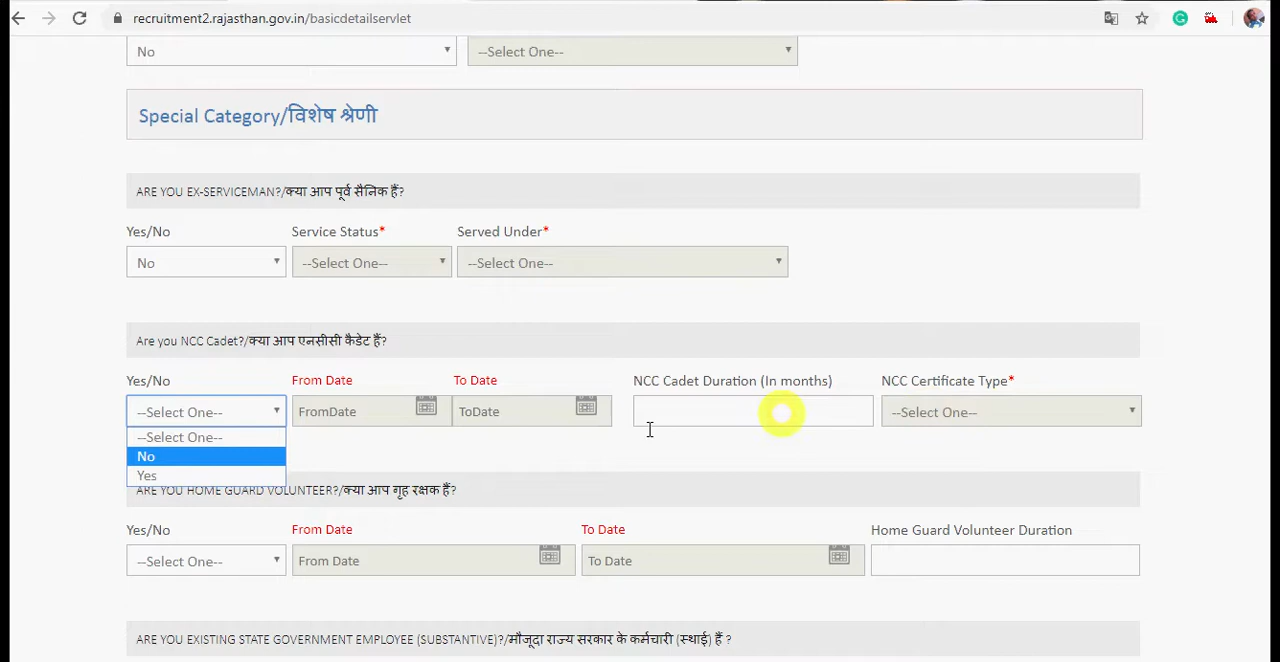 recruitment2.rajasthan.gov.in/basicdetailservlet
No --Select One--
Special Category/विशेष श्रेणी
ARE YOU EX-SERVICEMAN?/क्या आप पूर्व सैनिक हैं?
Yes/No Service Status* Served Under*
No --Select One-- --Select One--
Are you NCC Cadet?/क्या आप एनसीसी कैडेट हैं?
Yes/No From Date To Date NCC Cadet Duration (In months) NCC Certificate Type*
--Select One-- FromDate ToDate --Select One--
--Select One--
No
Yes
ARE YOU HOME GUARD VOLUNTEER?/क्या आप गृह रक्षक हैं?
Yes/No From Date To Date Home Guard Volunteer Duration
--Select One-- From Date To Date
ARE YOU EXISTING STATE GOVERNMENT EMPLOYEE (SUBSTANTIVE)?/मौजूदा राज्य सरकार के कर्मचारी (स्थाई) हैं ?